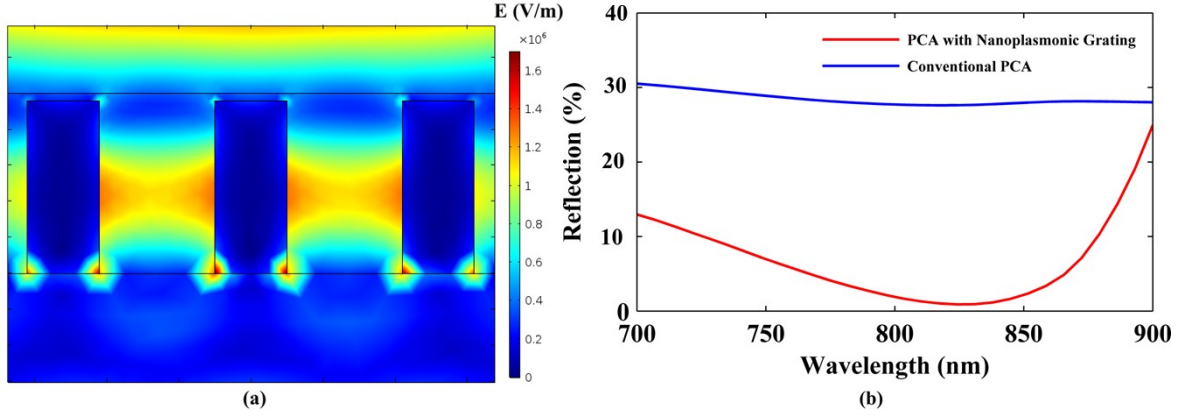 E (V/m)
×10⁶
1.6
1.4
1.2
1
0.8
0.6
0.4
0.2
0
(a)
40
30
20
10
0
Reflection (%)
PCA with Nanoplasmonic Grating
Conventional PCA
700 750 800 850 900
Wavelength (nm)
(b)